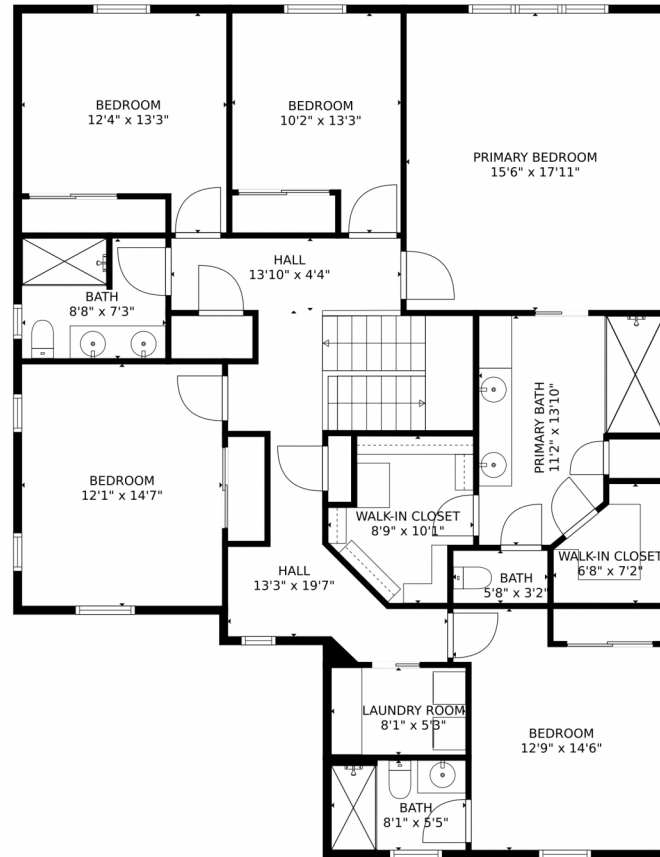 BEDROOM
12'4" x 13'3"
BEDROOM
10'2" x 13'3"
PRIMARY BEDROOM
15'6" x 17'11"
HALL
13'10" x 4'4"
BATH
8'8" x 7'3"
PRIMARY BATH
11'2" x 13'10"
BEDROOM
12'1" x 14'7"
WALK-IN CLOSET
8'9" x 10'1"
WALK-IN CLOSET
6'8" x 7'2"
HALL
13'3" x 19'7"
BATH
5'8" x 3'2"
LAUNDRY ROOM
8'1" x 5'3"
BEDROOM
12'9" x 14'6"
BATH
8'1" x 5'5"